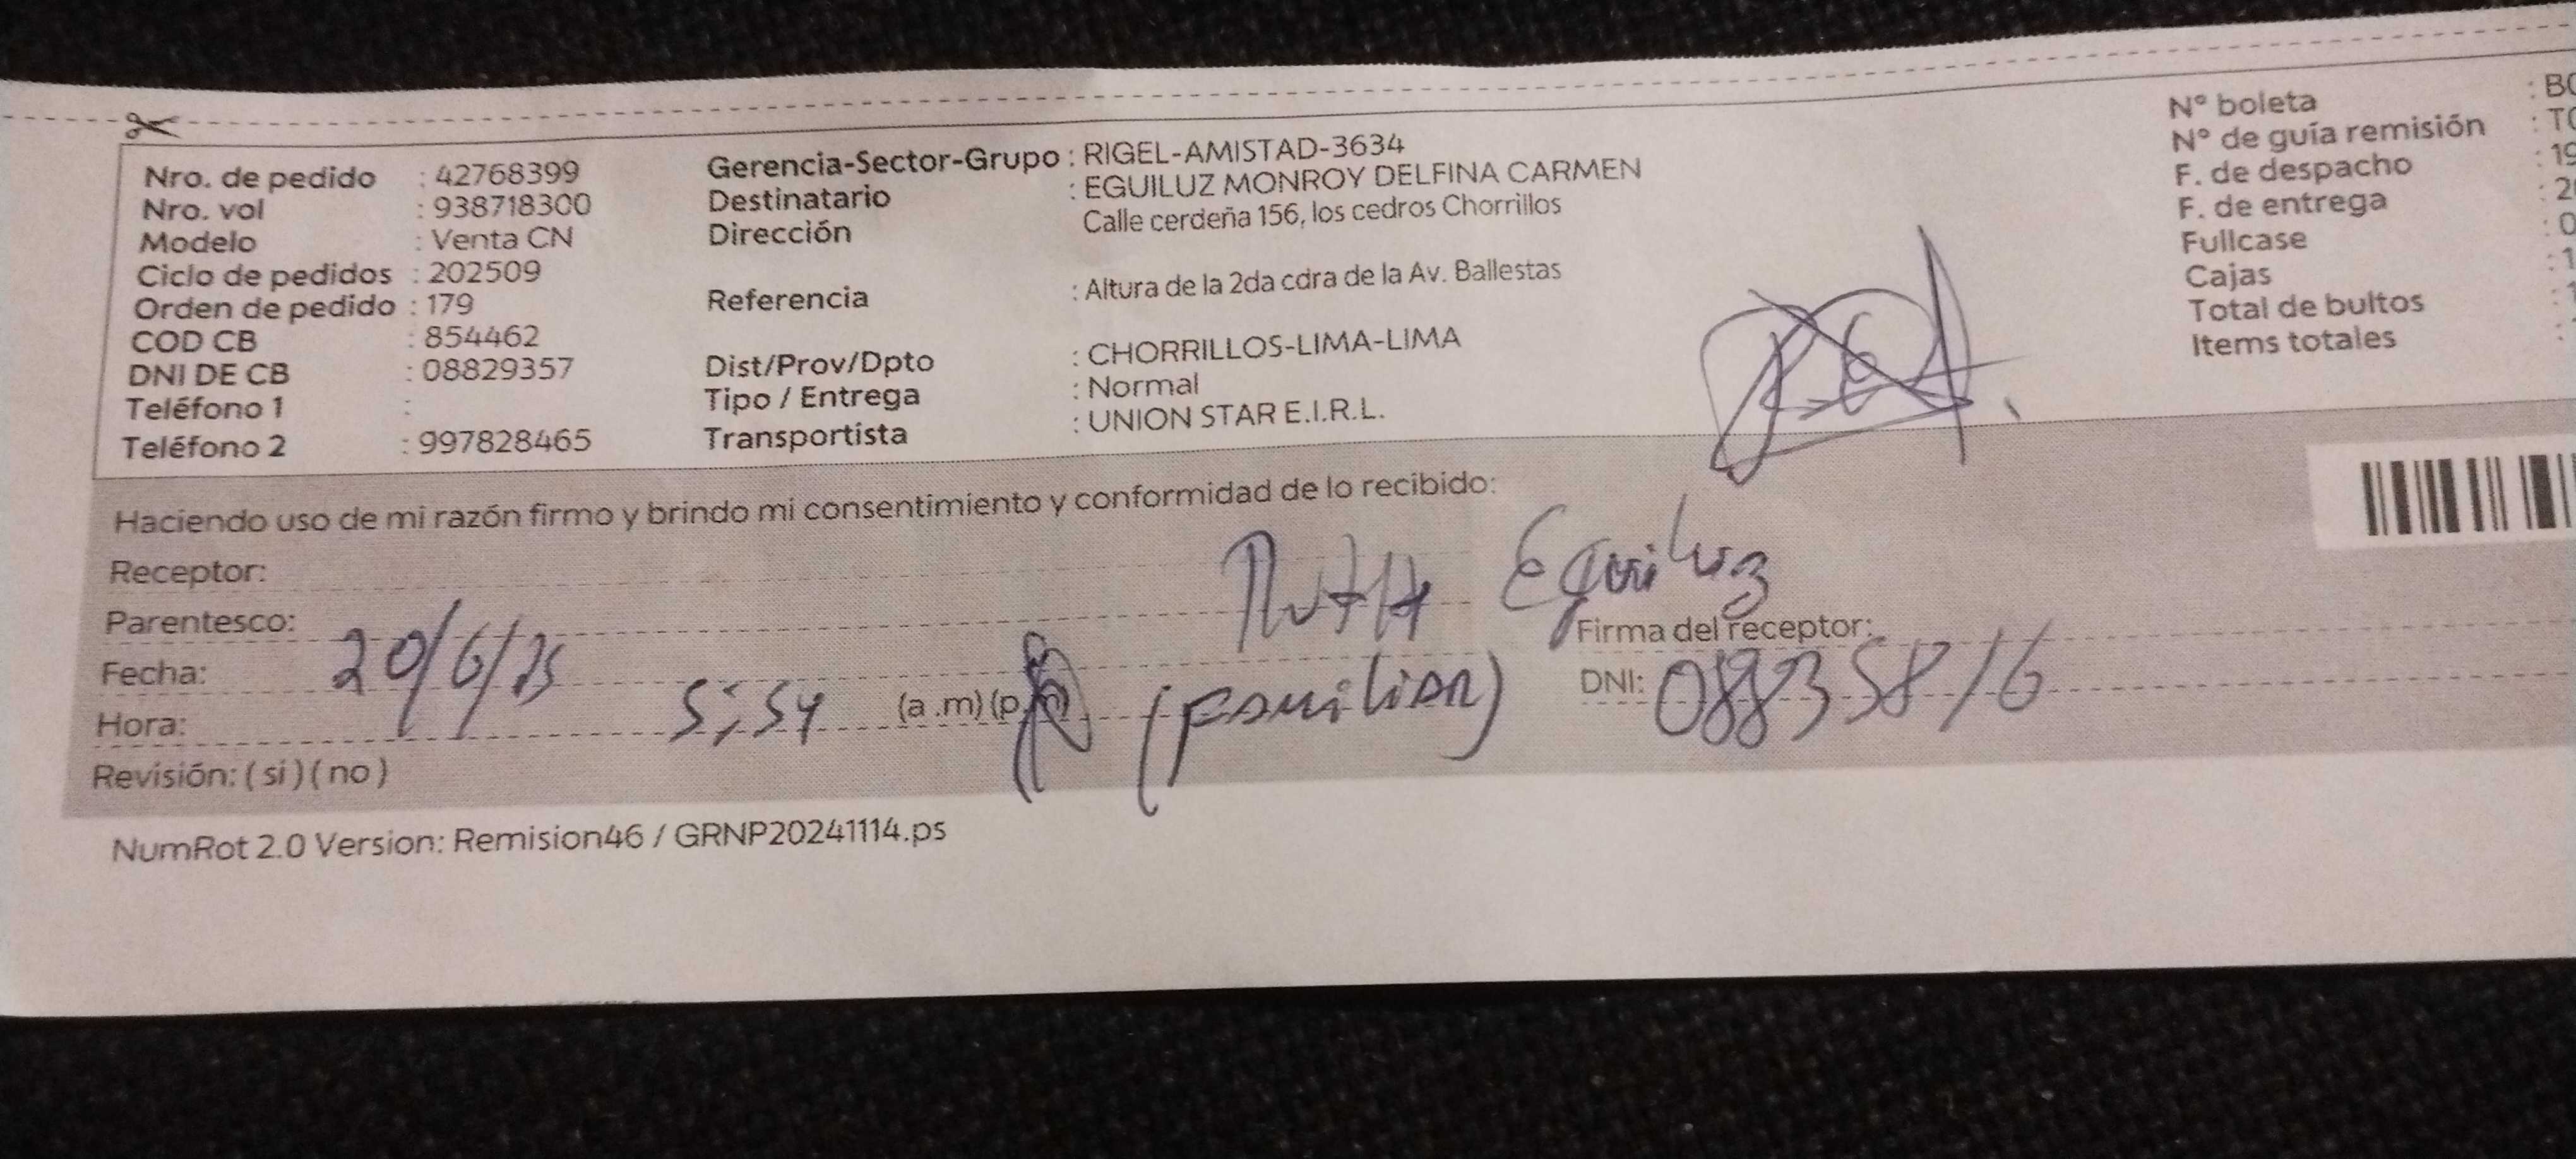 Nro. de pedido : 42768399
Nro. vol : 938718300
Modelo : Venta CN
Ciclo de pedidos : 202509
Orden de pedido : 179
COD CB : 854462
DNI DE CB : 08829357
Teléfono 1 :
Teléfono 2 : 997828465
Gerencia-Sector-Grupo : RIGEL-AMISTAD-3634
Destinatario : EGUILUZ MONROY DELFINA CARMEN
Dirección Calle cerdeña 156, los cedros Chorrillos
Referencia : Altura de la 2da cdra de la Av. Ballestas
Dist/Prov/Dpto : CHORRILLOS-LIMA-LIMA
Tipo / Entrega : Normal
Transportista : UNION STAR E.I.R.L.
N° boleta
N° de guía remisión
F. de despacho
F. de entrega
Fullcase
Cajas
Total de bultos
Items totales
Haciendo uso de mi razón firmo y brindo mi consentimiento y conformidad de lo recibido:
Receptor: Ruth Eguiluz
Parentesco: Firma del receptor:
Fecha: 20/6/25 (familiar) DNI: 08835816
Hora: 5:54 (a .m)
Revisión: ( si ) ( no )
NumRot 2.0 Version: Remision46 / GRNP20241114.ps